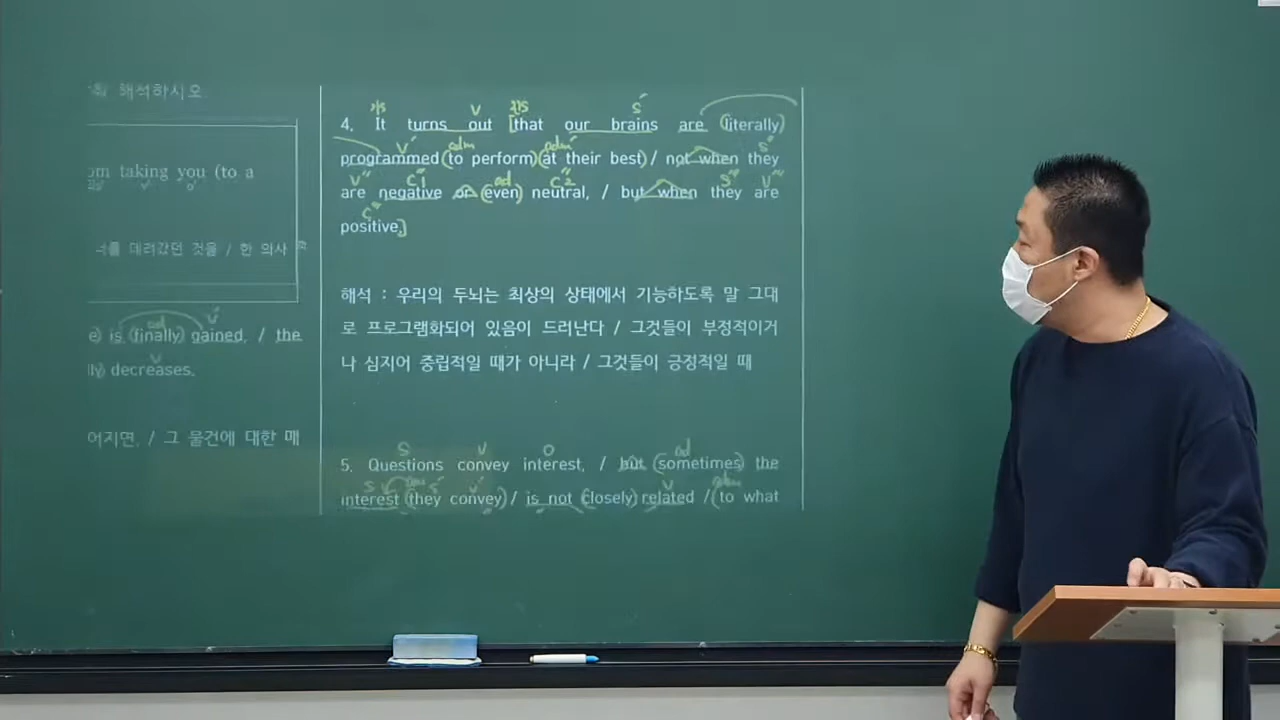 해석하시오
om taking you (to a
너를 데려갔던 것을 / 한 의사
e) is (finally) gained, / the
lly decreases.
어지면, / 그 물건에 대한 매
4. It turns out [that our brains are (literally)
programmed (to perform) (at their best) / not when they
are negative or (even) neutral, / but when they are
positive.]
해석 : 우리의 두뇌는 최상의 상태에서 기능하도록 말 그대
로 프로그램화되어 있음이 드러난다 / 그것들이 부정적이거
나 심지어 중립적일 때가 아니라 / 그것들이 긍정적일 때
5. Questions convey interest, / but (sometimes) the
interest (they convey) / is not (closely) related / (to what